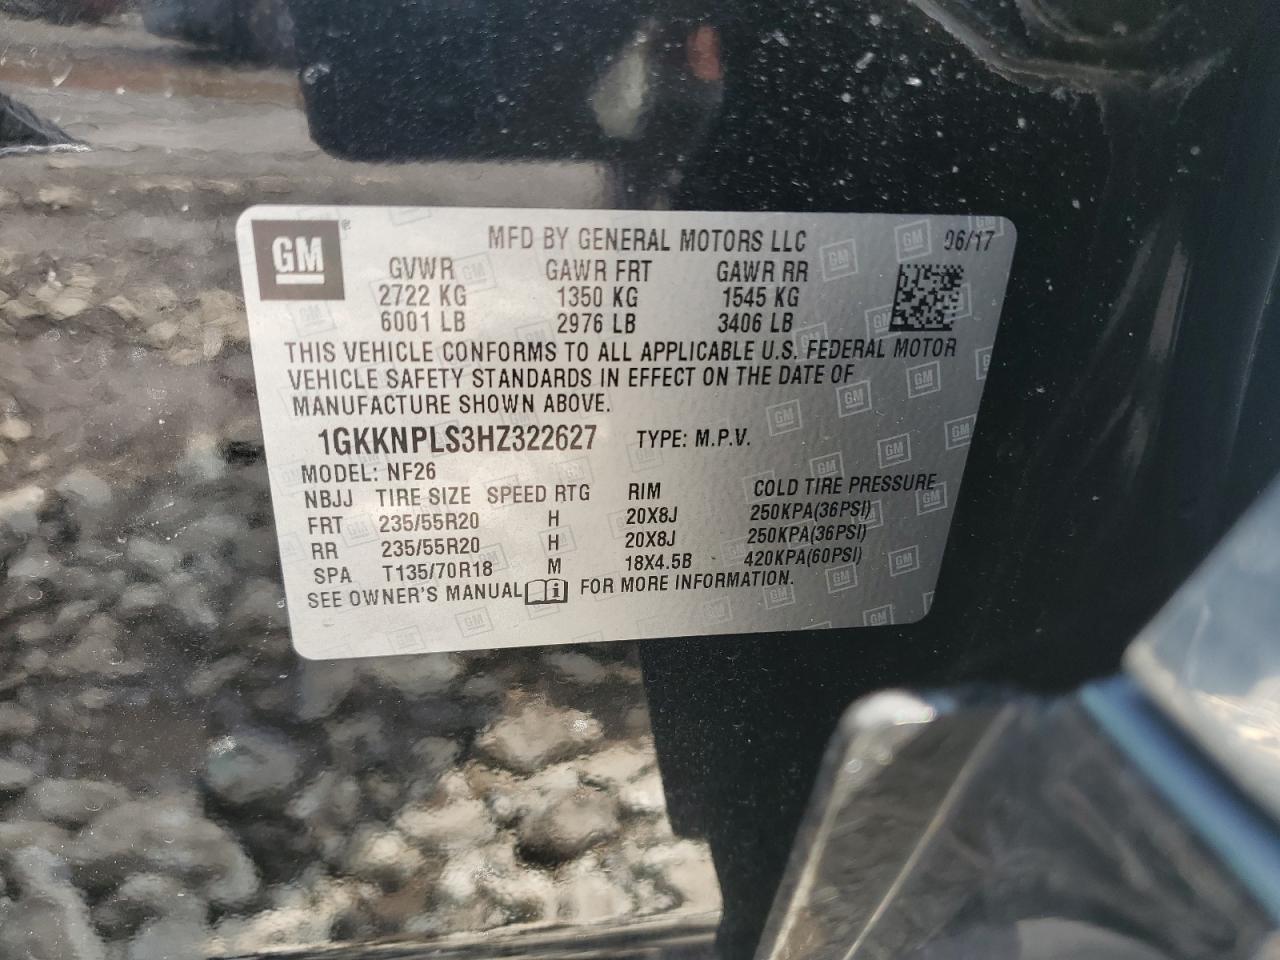 GM
MFD BY GENERAL MOTORS LLC 06/17
GVWR GAWR FRT GAWR RR
2722 KG 1350 KG 1545 KG
6001 LB 2976 LB 3406 LB
THIS VEHICLE CONFORMS TO ALL APPLICABLE U.S. FEDERAL MOTOR
VEHICLE SAFETY STANDARDS IN EFFECT ON THE DATE OF
MANUFACTURE SHOWN ABOVE.
1GKKNPLS3HZ322627 TYPE: M.P.V.
MODEL: NF26
NBJJ TIRE SIZE SPEED RTG RIM COLD TIRE PRESSURE
FRT 235/55R20 H 20X8J 250KPA(36PSI)
RR 235/55R20 H 20X8J 250KPA(36PSI)
SPA T135/70R18 M 18X4.5B 420KPA(60PSI)
SEE OWNER'S MANUAL FOR MORE INFORMATION.